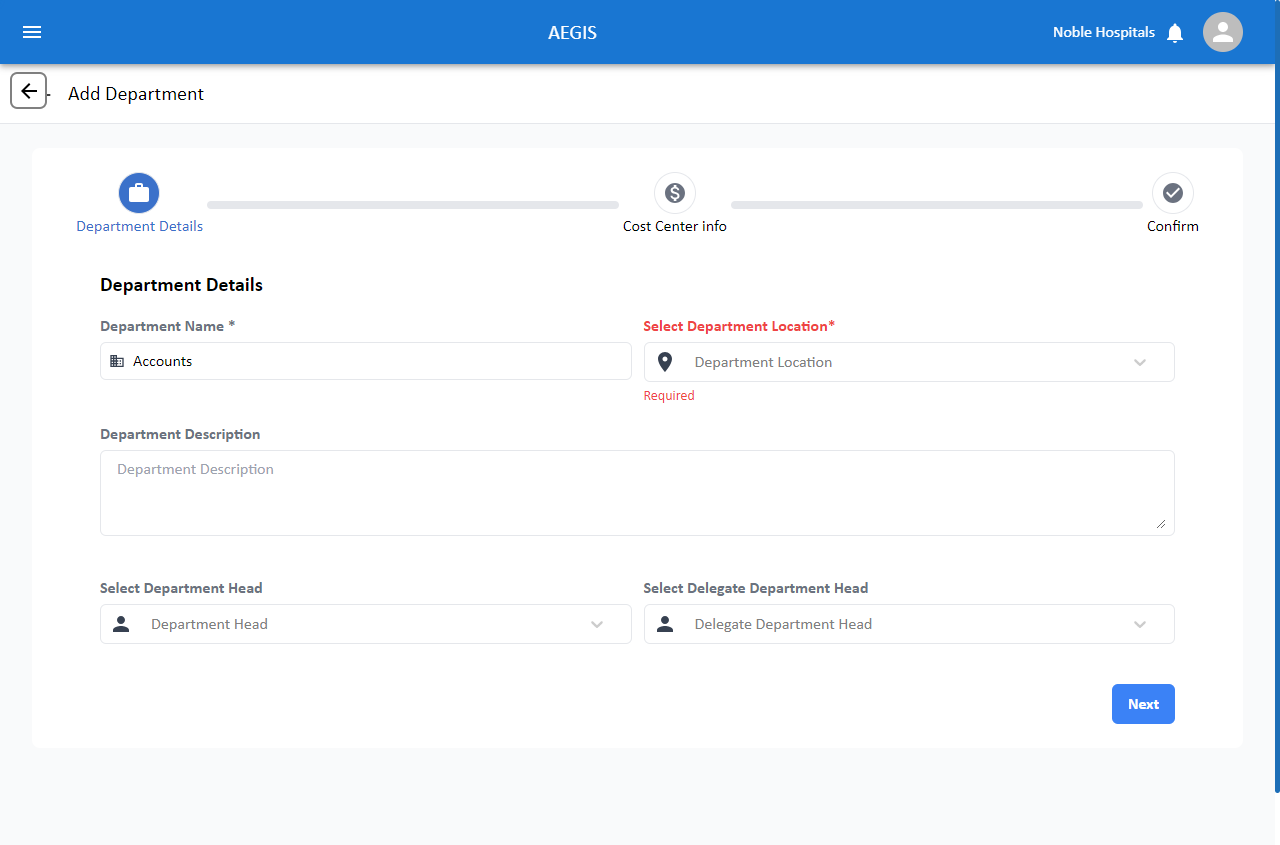 AEGIS
Noble Hospitals
Add Department
Department Details
Cost Center info
Confirm
Department Details
Department Name *
Select Department Location*
Accounts
Department Location
Required
Department Description
Department Description
Select Department Head
Select Delegate Department Head
Department Head
Delegate Department Head
Next